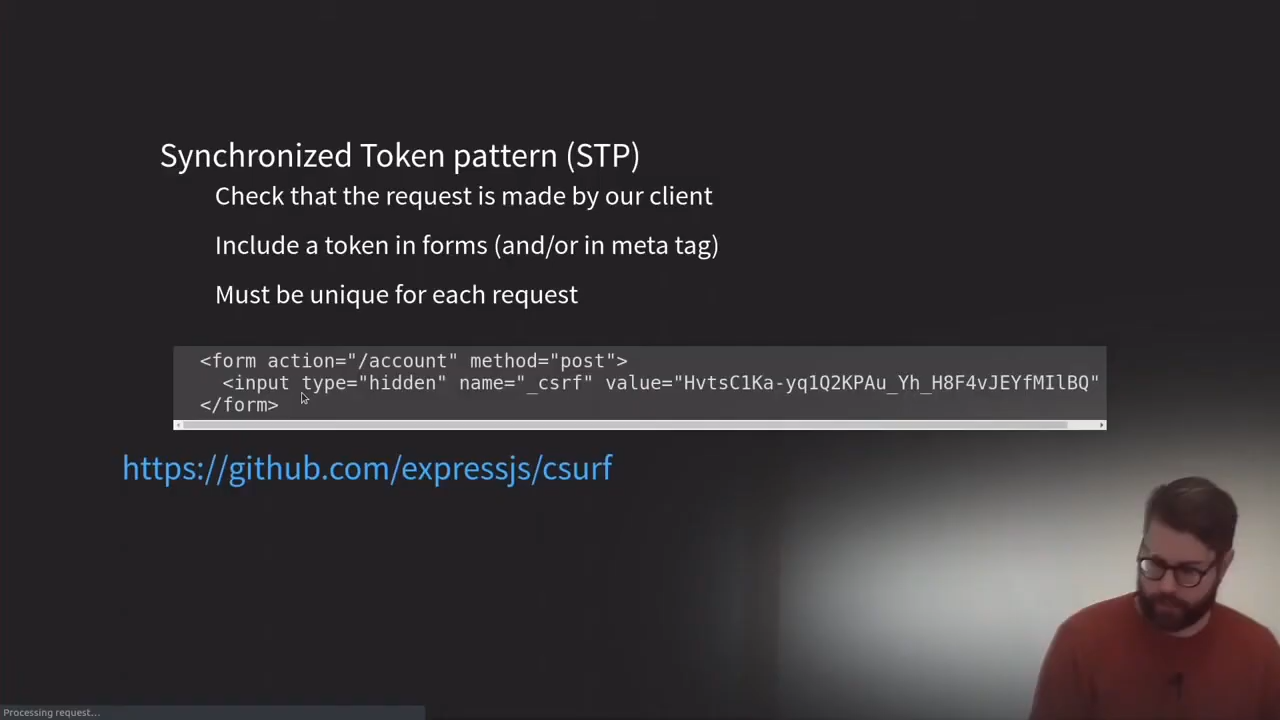 Synchronized Token pattern (STP)
Check that the request is made by our client
Include a token in forms (and/or in meta tag)
Must be unique for each request
<form action="/account" method="post">
<input type="hidden" name="_csrf" value="HvtsC1Ka-yq1Q2KPAu_Yh_H8F4vJEYfMIlBQ"
</form>
https://github.com/expressjs/csurf
Processing request...